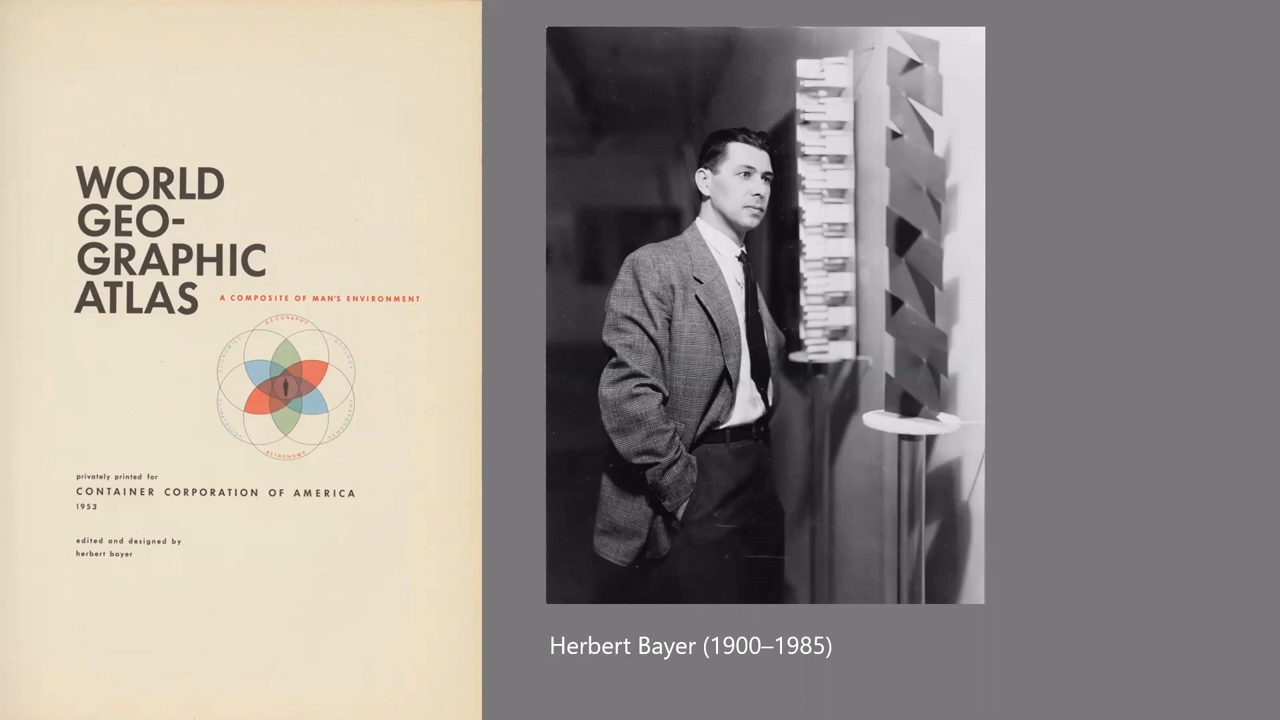 WORLD
GEO-
GRAPHIC
ATLAS
A COMPOSITE OF MAN'S ENVIRONMENT
GEOGRAPHY
ASTRONOMY
privately printed for
CONTAINER CORPORATION OF AMERICA
1953
edited and designed by
herbert bayer
Herbert Bayer (1900–1985)